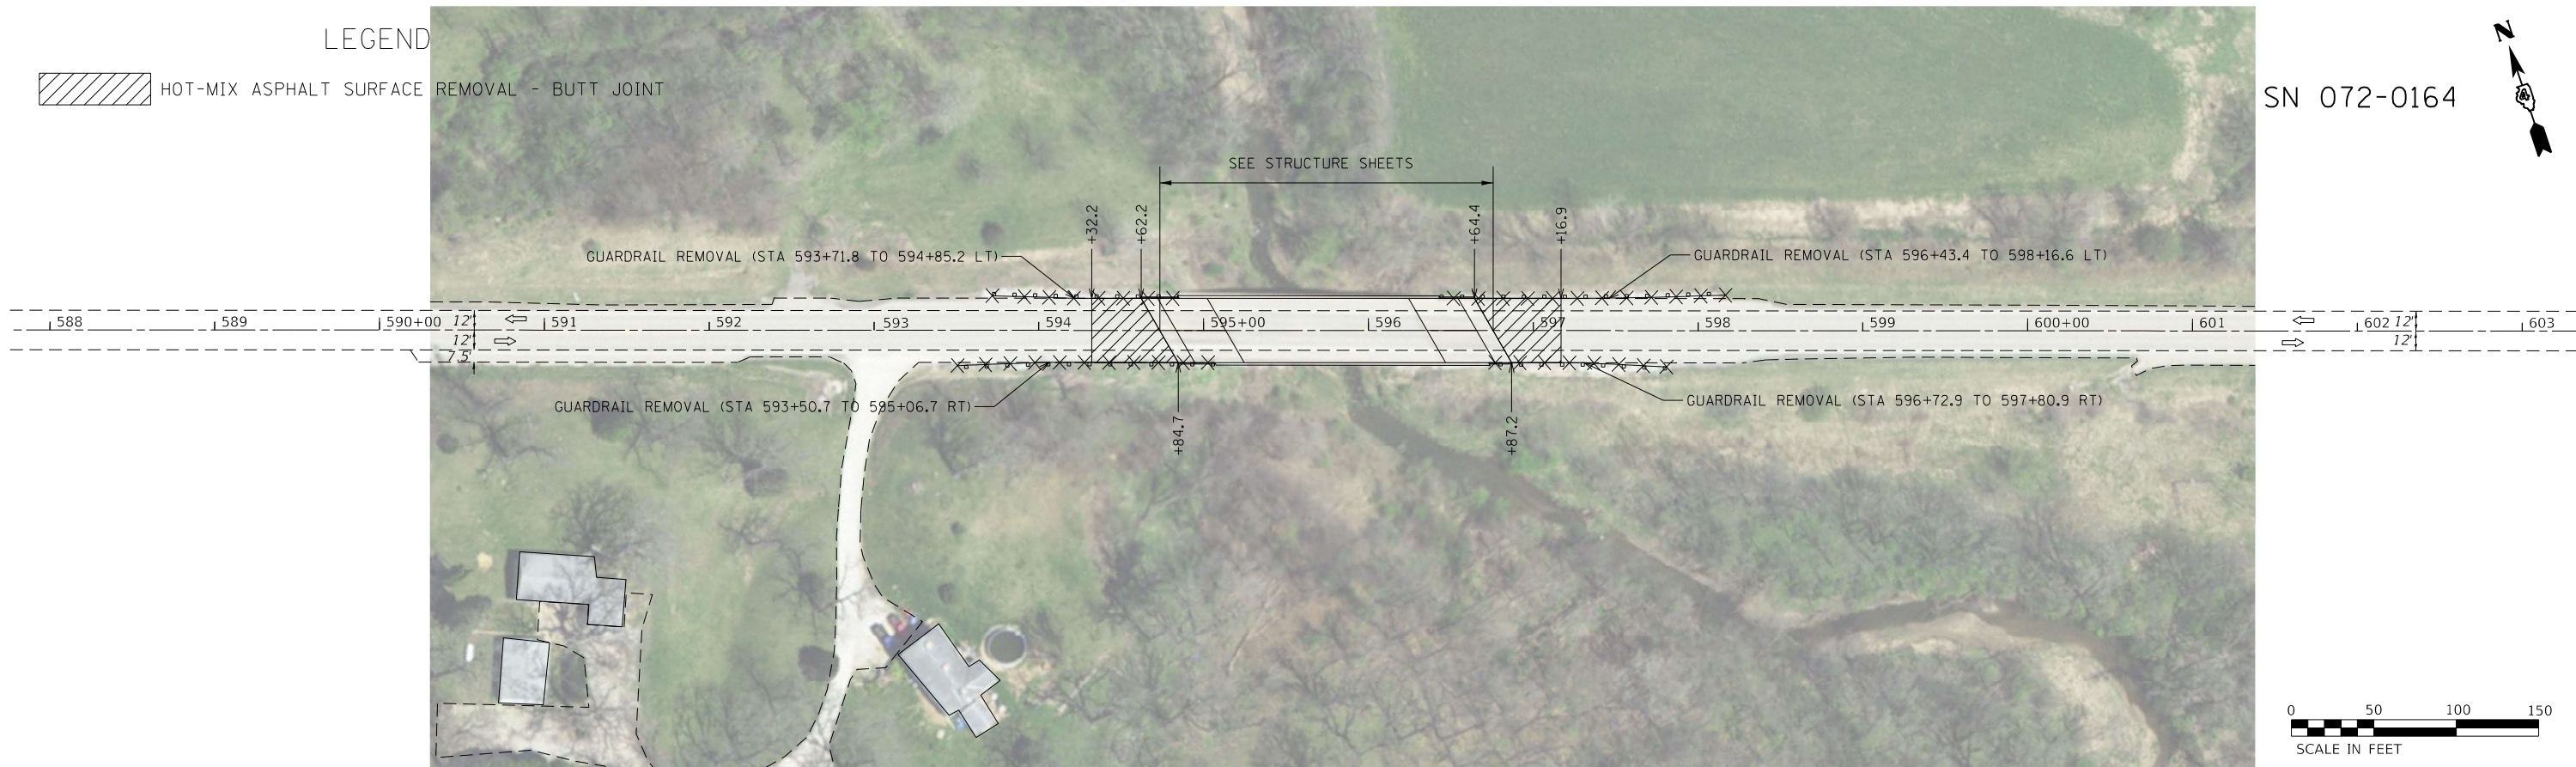 LEGEND
HOT-MIX ASPHALT SURFACE REMOVAL - BUTT JOINT
N
SN 072-0164
SEE STRUCTURE SHEETS
+32.2
+62.2
+64.4
+16.9
GUARDRAIL REMOVAL (STA 593+71.8 TO 594+85.2 LT)
GUARDRAIL REMOVAL (STA 596+43.4 TO 598+16.6 LT)
588 589 590+00 12' 591 592 593 594 595+00 596 597 598 599 600+00 601 602 12' 603
12' 12'
7.5'
GUARDRAIL REMOVAL (STA 593+50.7 TO 595+06.7 RT)
GUARDRAIL REMOVAL (STA 596+72.9 TO 597+80.9 RT)
+84.7
+87.2
0 50 100 150
SCALE IN FEET